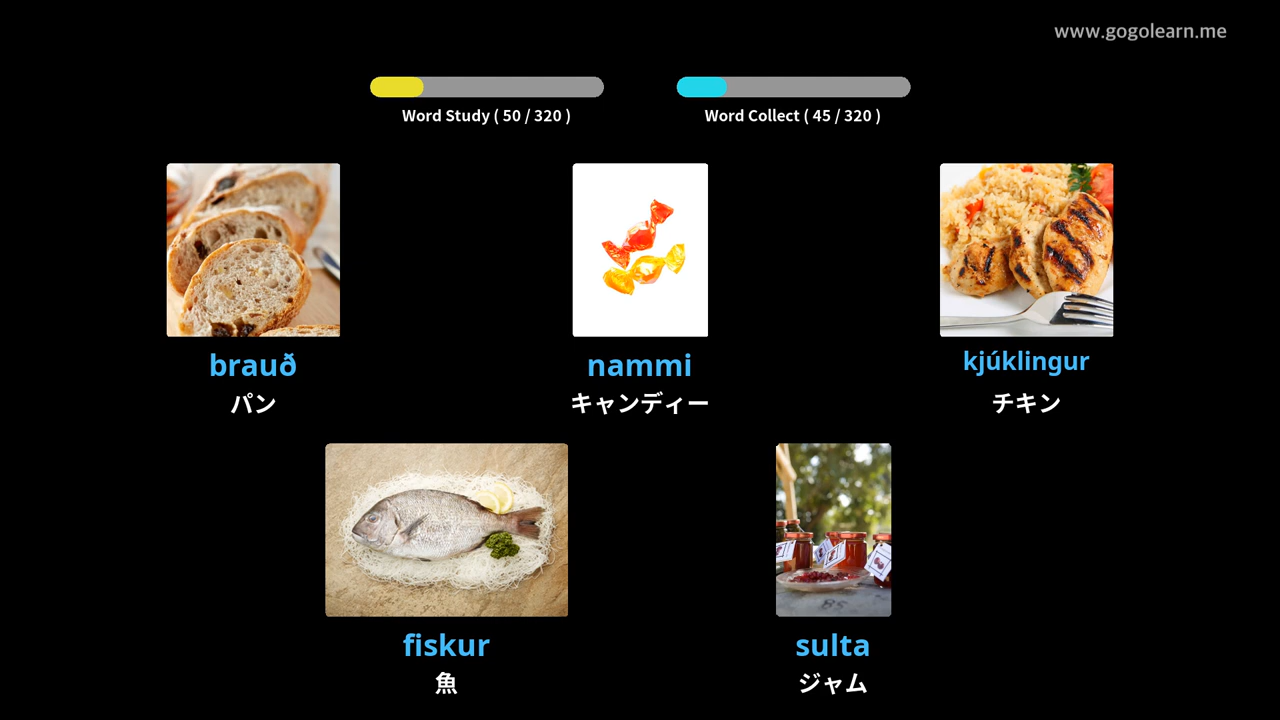 www.gogolearn.me
Word Study ( 50 / 320 )
Word Collect ( 45 / 320 )
brauð
nammi
kjúklingur
パン
キャンディー
チキン
fiskur
sulta
魚
ジャム